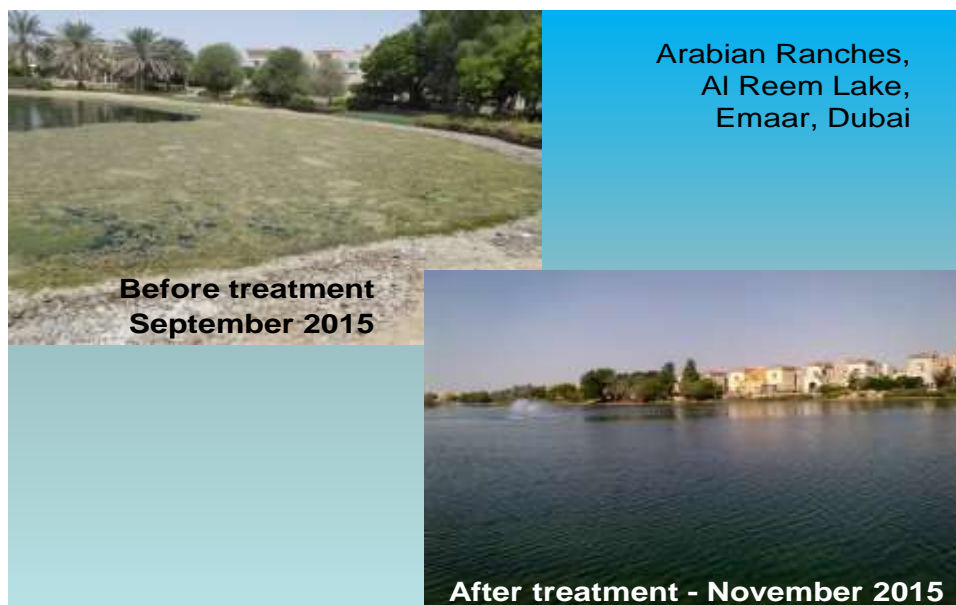 Arabian Ranches,
Al Reem Lake,
Emaar, Dubai
Before treatment
September 2015
After treatment - November 2015